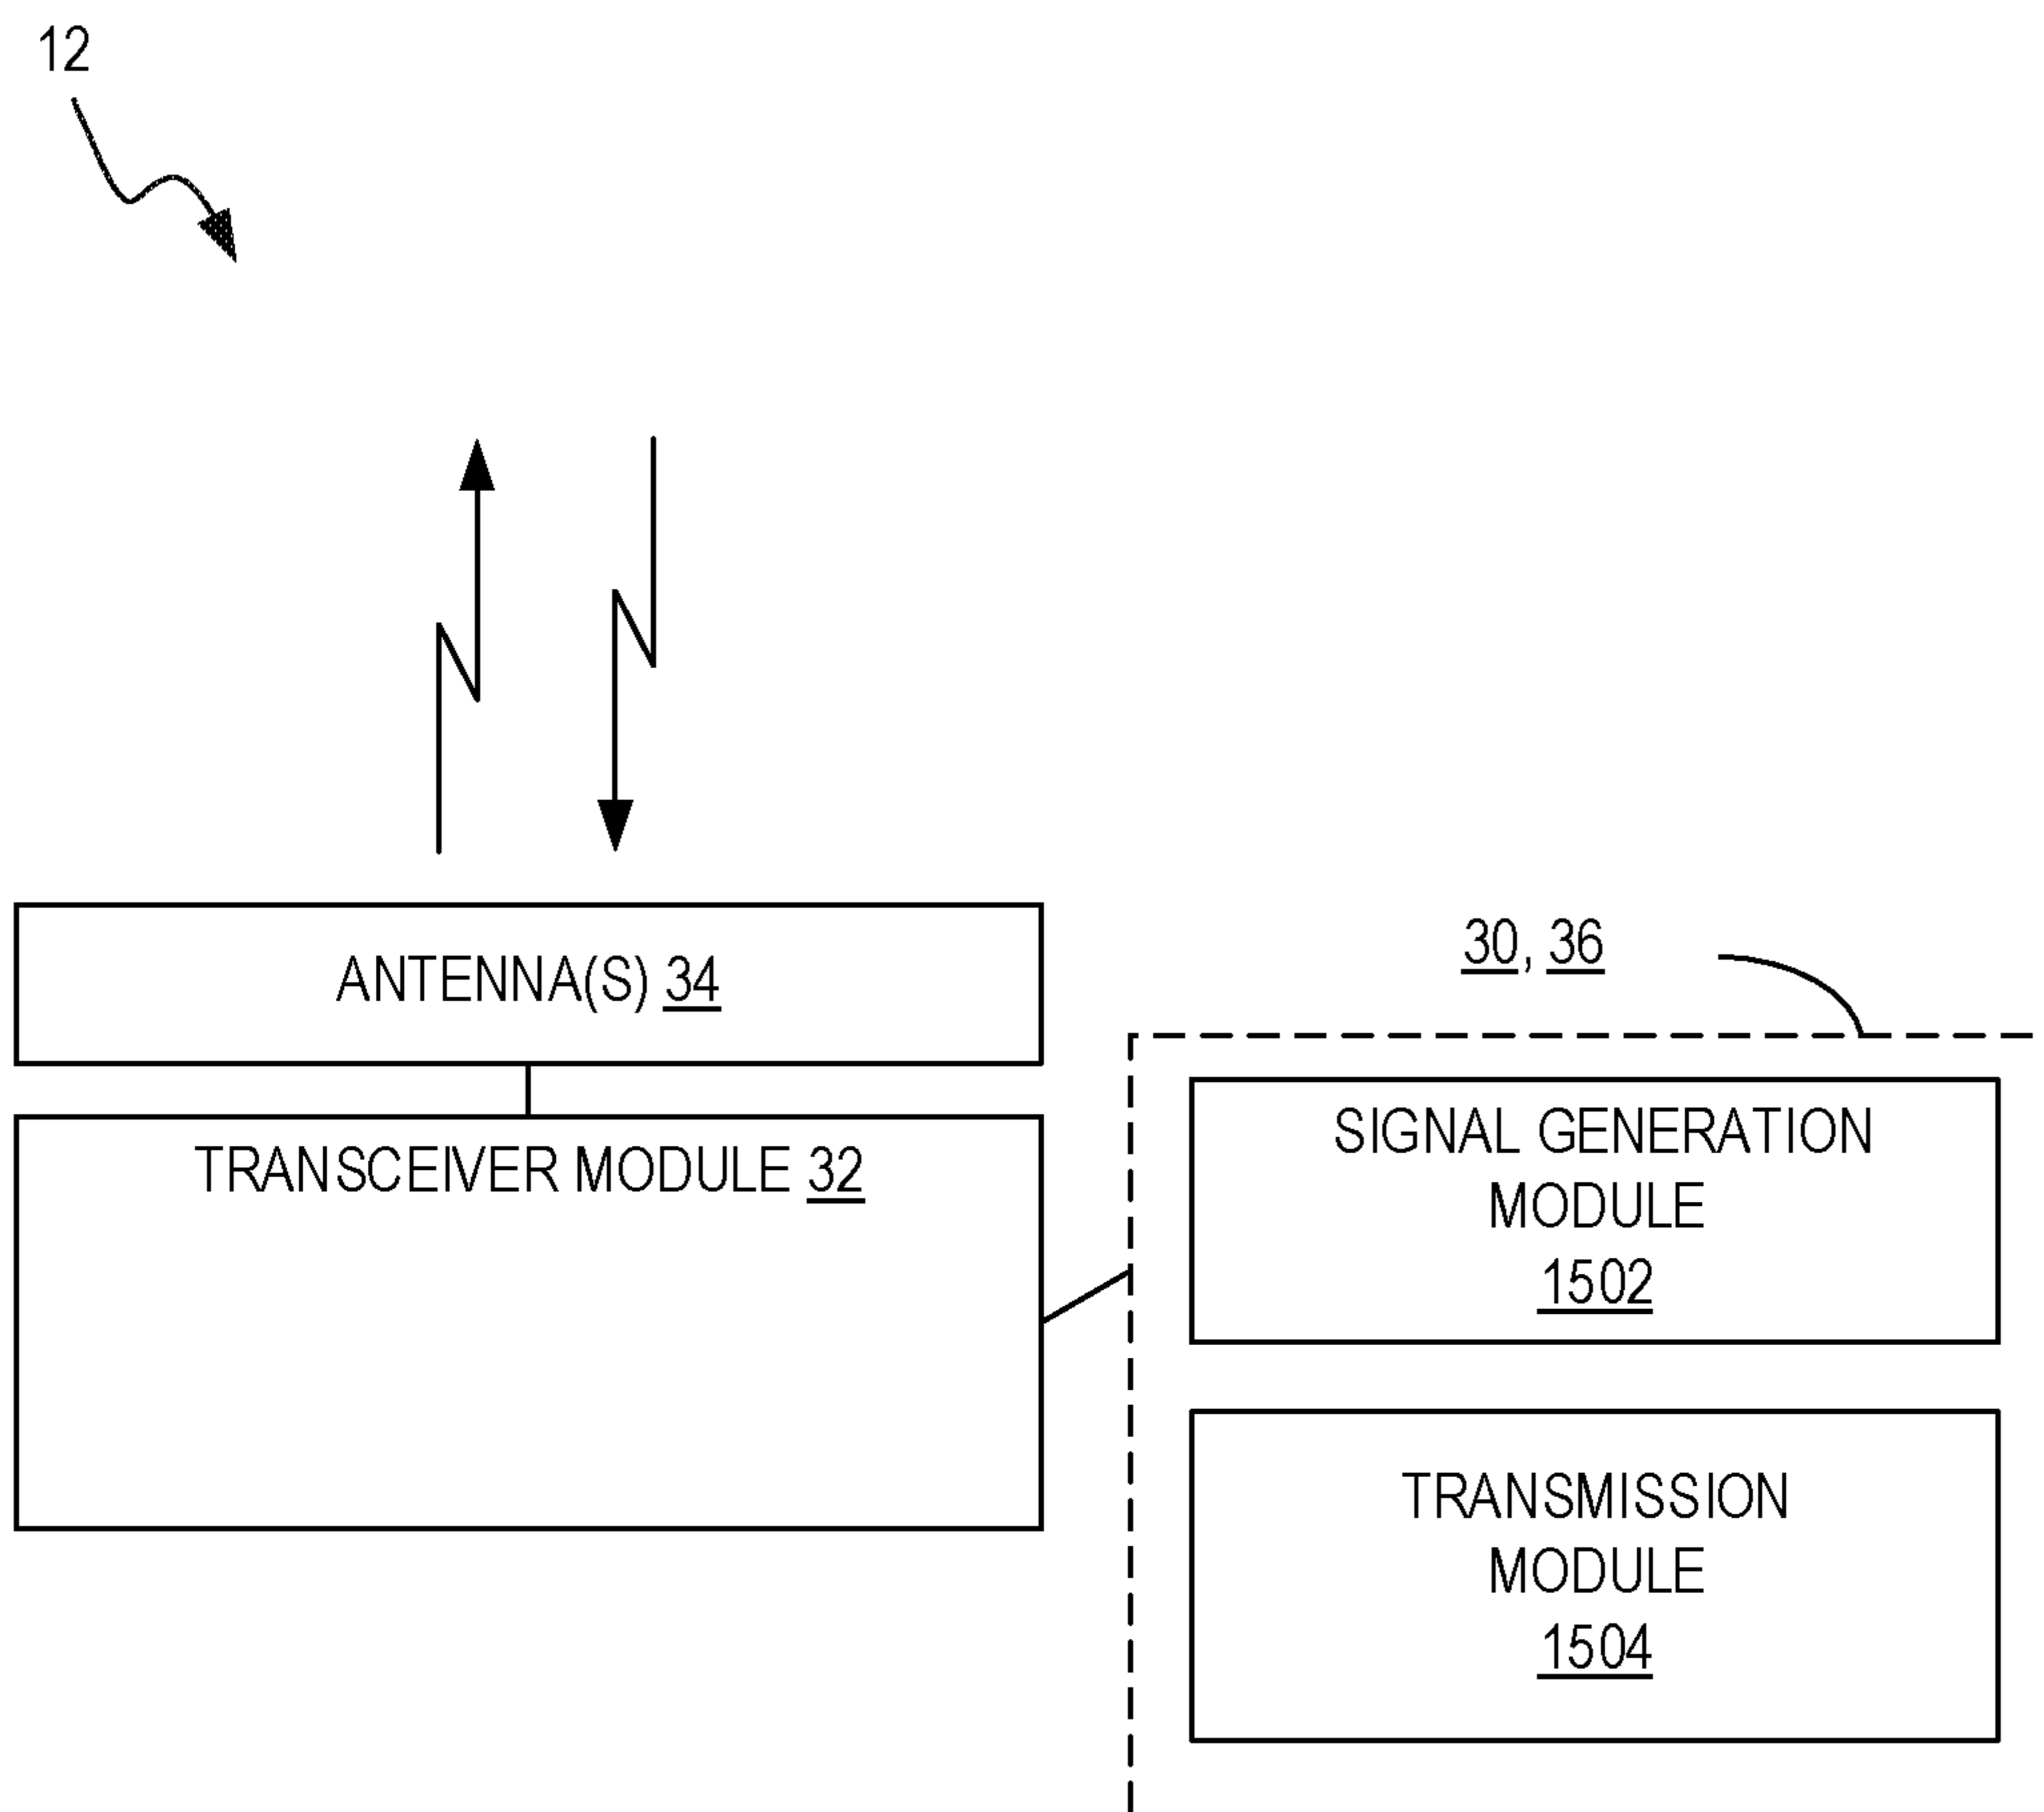 12
ANTENNA(S) 34
30, 36
TRANSCEIVER MODULE 32
SIGNAL GENERATION
MODULE
1502
TRANSMISSION
MODULE
1504